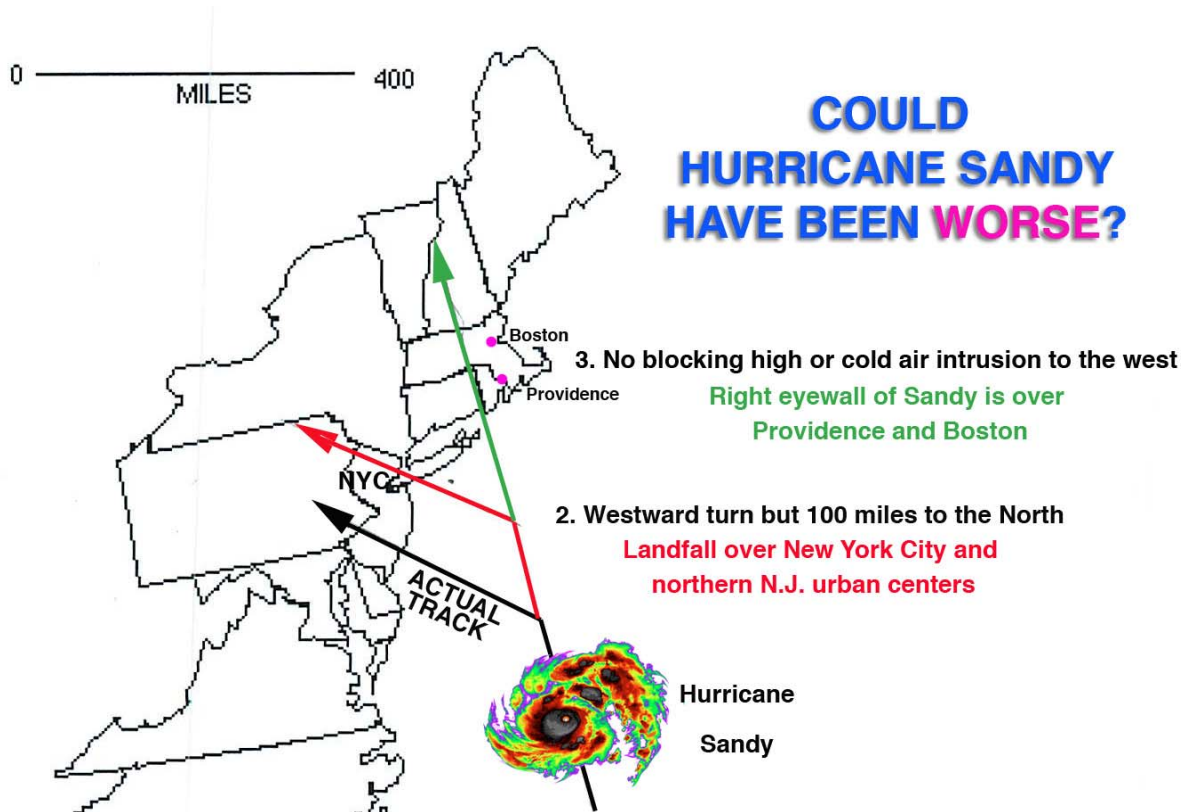 0
400
MILES
COULD
HURRICANE SANDY
HAVE BEEN WORSE?
Boston
Providence
3. No blocking high or cold air intrusion to the west
Right eyewall of Sandy is over
Providence and Boston
NYC
2. Westward turn but 100 miles to the North
Landfall over New York City and
northern N.J. urban centers
ACTUAL
TRACK
Hurricane
Sandy